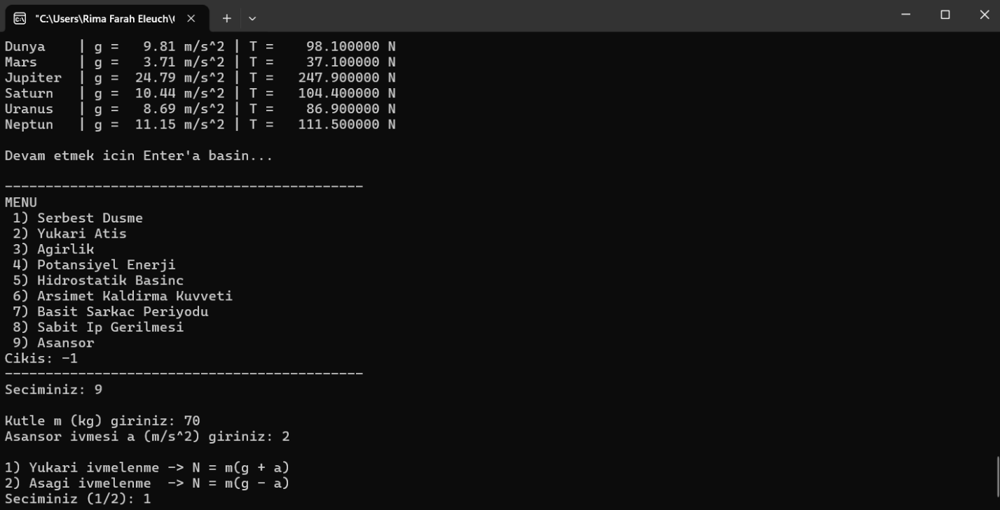 "C:\Users\Rima Farah Eleuch\
Dunya    | g =   9.81 m/s^2 | T =    98.100000 N
Mars     | g =   3.71 m/s^2 | T =    37.100000 N
Jupiter  | g =  24.79 m/s^2 | T =   247.900000 N
Saturn   | g =  10.44 m/s^2 | T =   104.400000 N
Uranus   | g =   8.69 m/s^2 | T =    86.900000 N
Neptun   | g =  11.15 m/s^2 | T =   111.500000 N
Devam etmek icin Enter'a basin...
--------------------------------------------
MENU
1) Serbest Dusme
2) Yukari Atis
3) Agirlik
4) Potansiyel Enerji
5) Hidrostatik Basinc
6) Arsimet Kaldirma Kuvveti
7) Basit Sarkac Periyodu
8) Sabit Ip Gerilmesi
9) Asansor
Cikis: -1
--------------------------------------------
Seciminiz: 9
Kutle m (kg) giriniz: 70
Asansor ivmesi a (m/s^2) giriniz: 2
1) Yukari ivmelenme -> N = m(g + a)
2) Asagi ivmelenme  -> N = m(g - a)
Seciminiz (1/2): 1